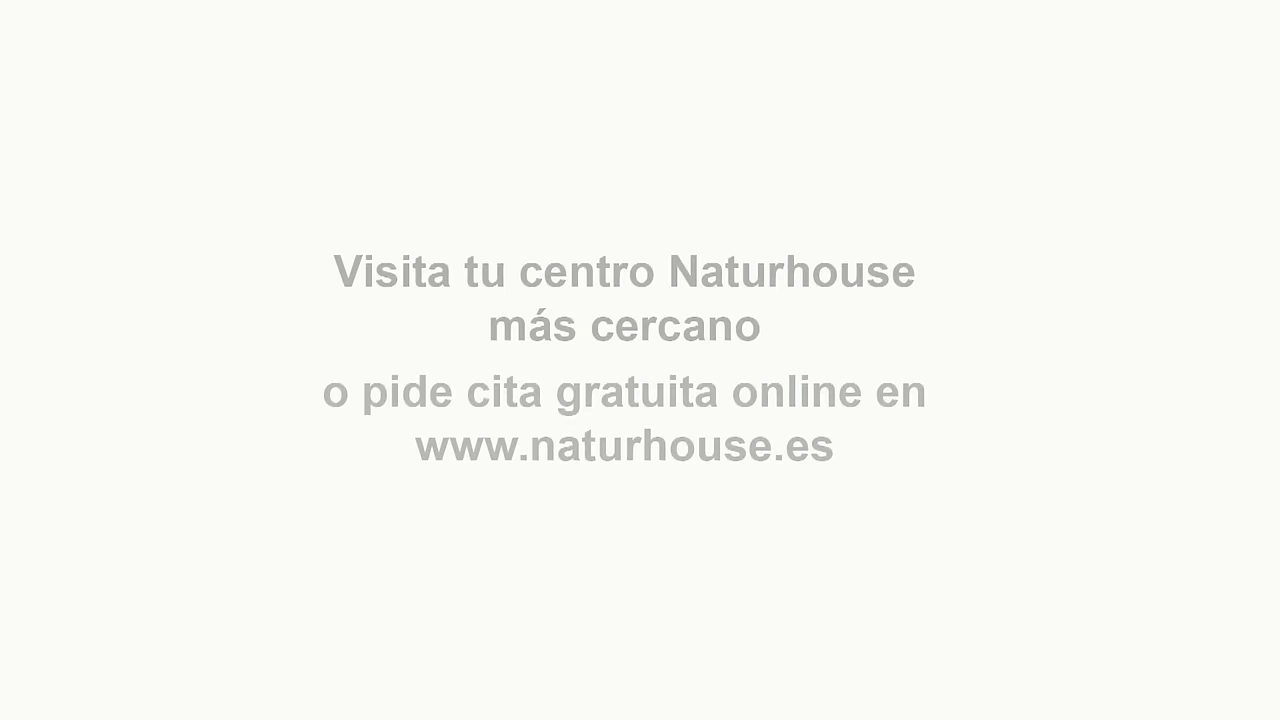 Visita tu centro Naturhouse
más cercano
o pide cita gratuita online en
www.naturhouse.es